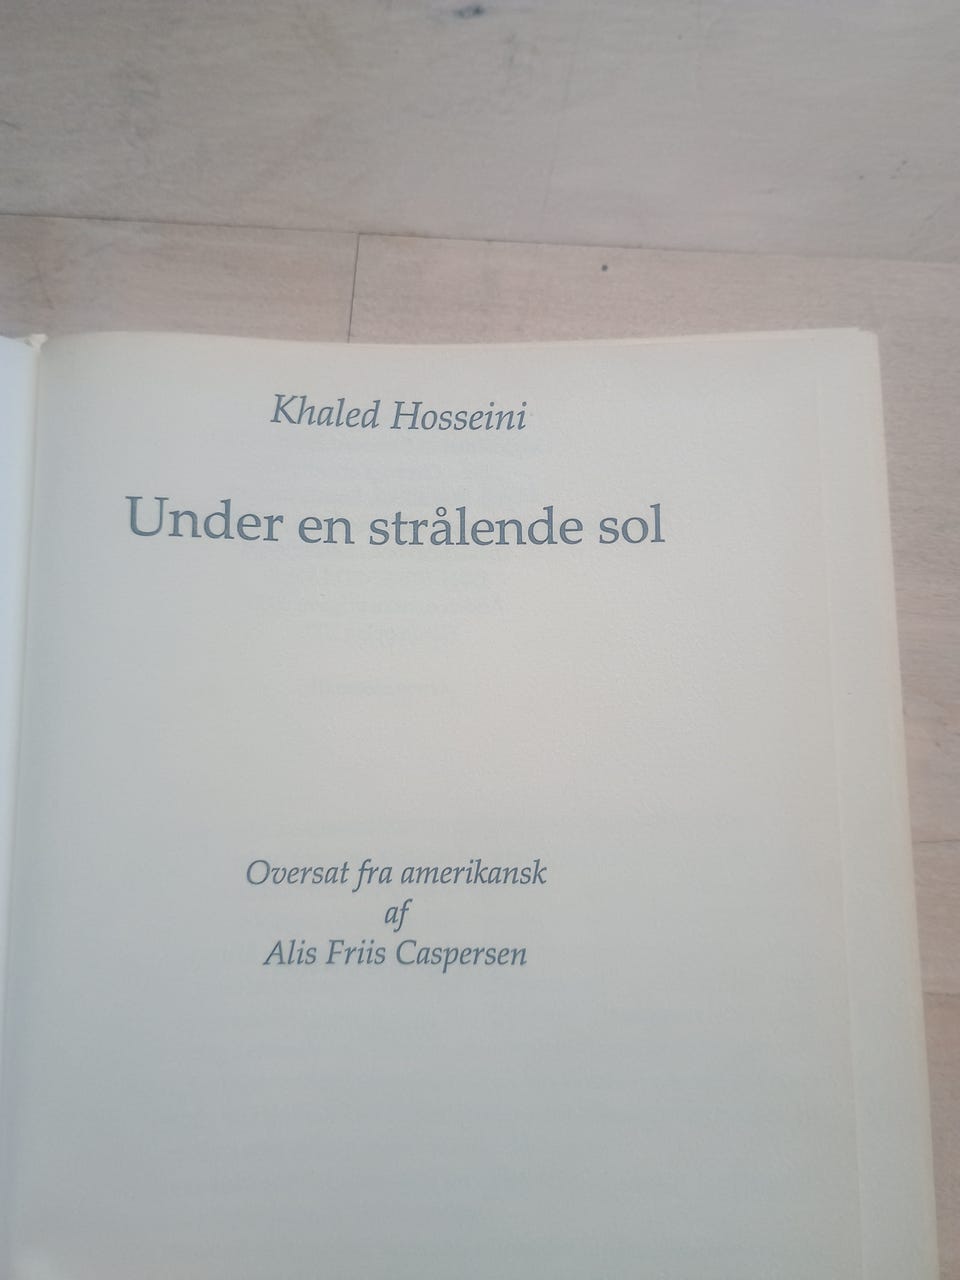 Khaled Hosseini
Under en strålende sol
Oversat fra amerikansk
af
Alis Friis Caspersen